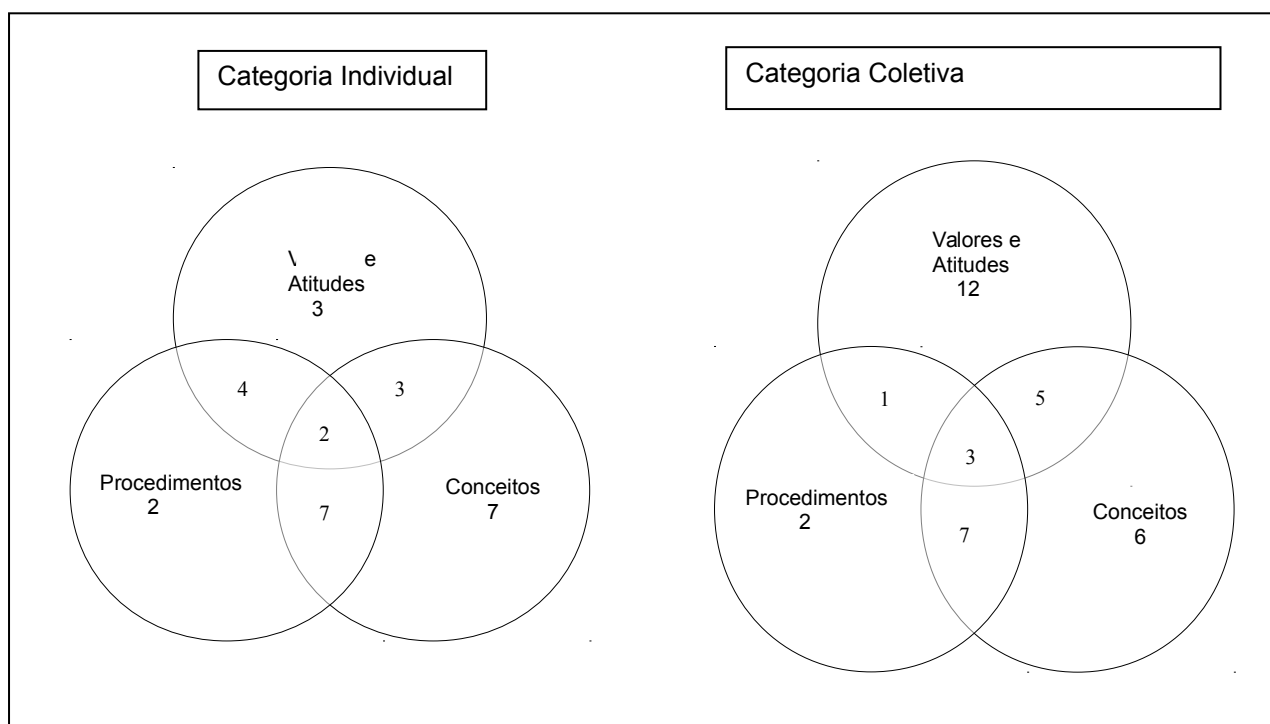 Categoria Individual
Categoria Coletiva
e
Atitudes
3
4
3
2
Procedimentos
2
7
Conceitos
7
Valores e
Atitudes
12
1
5
3
Procedimentos
2
7
Conceitos
6